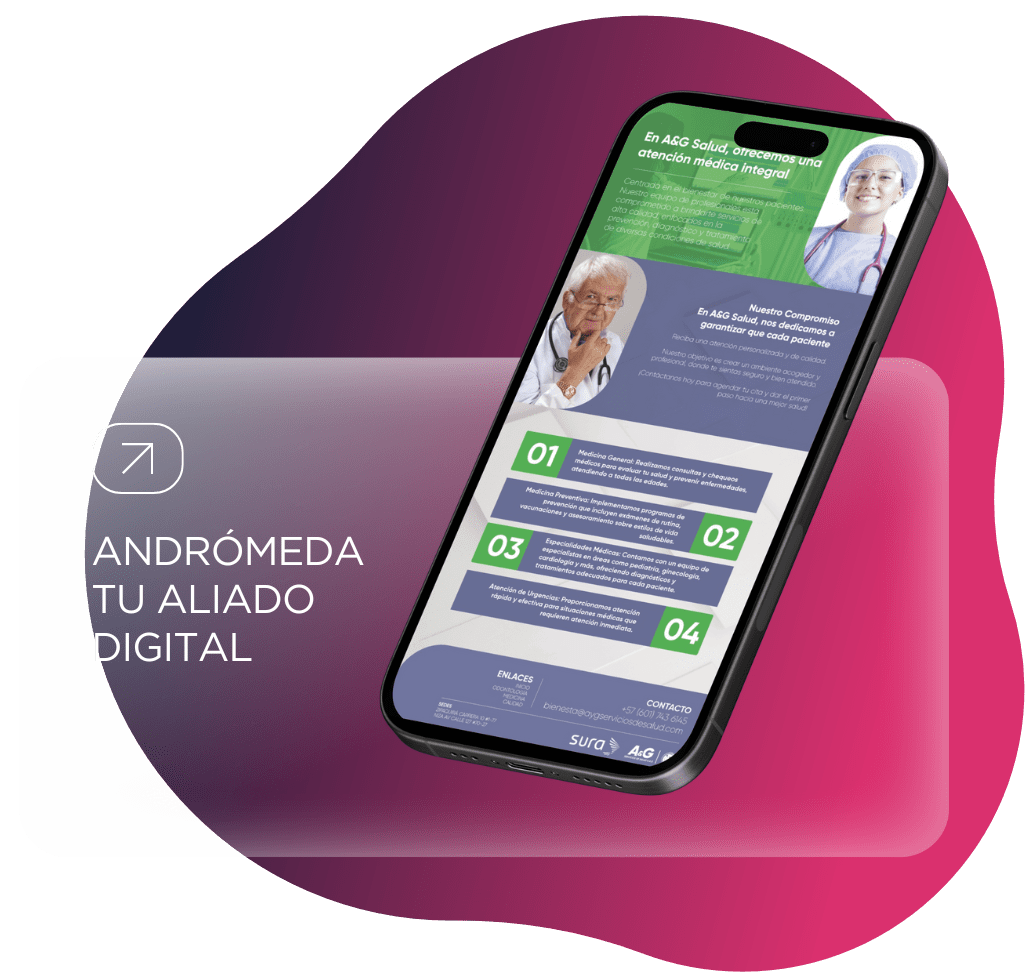 En A&G Salud, ofrecemos una
atención médica integral
Centrada en el bienestar de nuestros pacientes.
Nuestro equipo de profesionales está
comprometido a brindarte servicios de
alta calidad, enfocados en la
prevención, diagnóstico y tratamiento
de diversas condiciones de salud
Nuestro Compromiso
En A&G Salud, nos dedicamos a
garantizar que cada paciente
Reciba una atención personalizada y de calidad.
Nuestro objetivo es crear un ambiente acogedor y
profesional, donde te sientas seguro y bien atendido.
¡Contáctanos hoy para agendar tu cita y dar el primer
paso hacia una mejor salud!
01
Medicina General: Realizamos consultas y chequeos
médicos para evaluar tu salud y prevenir enfermedades,
atendiendo a todas las edades.
Medicina Preventiva: Implementamos programas de
prevención que incluyen exámenes de rutina,
vacunaciones y asesoramiento sobre estilos de vida
saludables.
02
03
Especialidades Médicas: Contamos con un equipo de
especialistas en áreas como pediatría, ginecología,
cardiología y más, ofreciendo diagnósticos y
tratamientos adecuados para cada paciente.
Atención de Urgencias: Proporcionamos atención
rápida y efectiva para situaciones médicas que
requieren atención inmediata.
04
ANDRÓMEDA
TU ALIADO
DIGITAL
ENLACES
INICIO
ODONTOLOGIA
MEDICINA
CALIDAD
CONTACTO
+57 (601) 743 6145
bienestar@aygserviciosdesalud.com
SEDES
sura
A&G